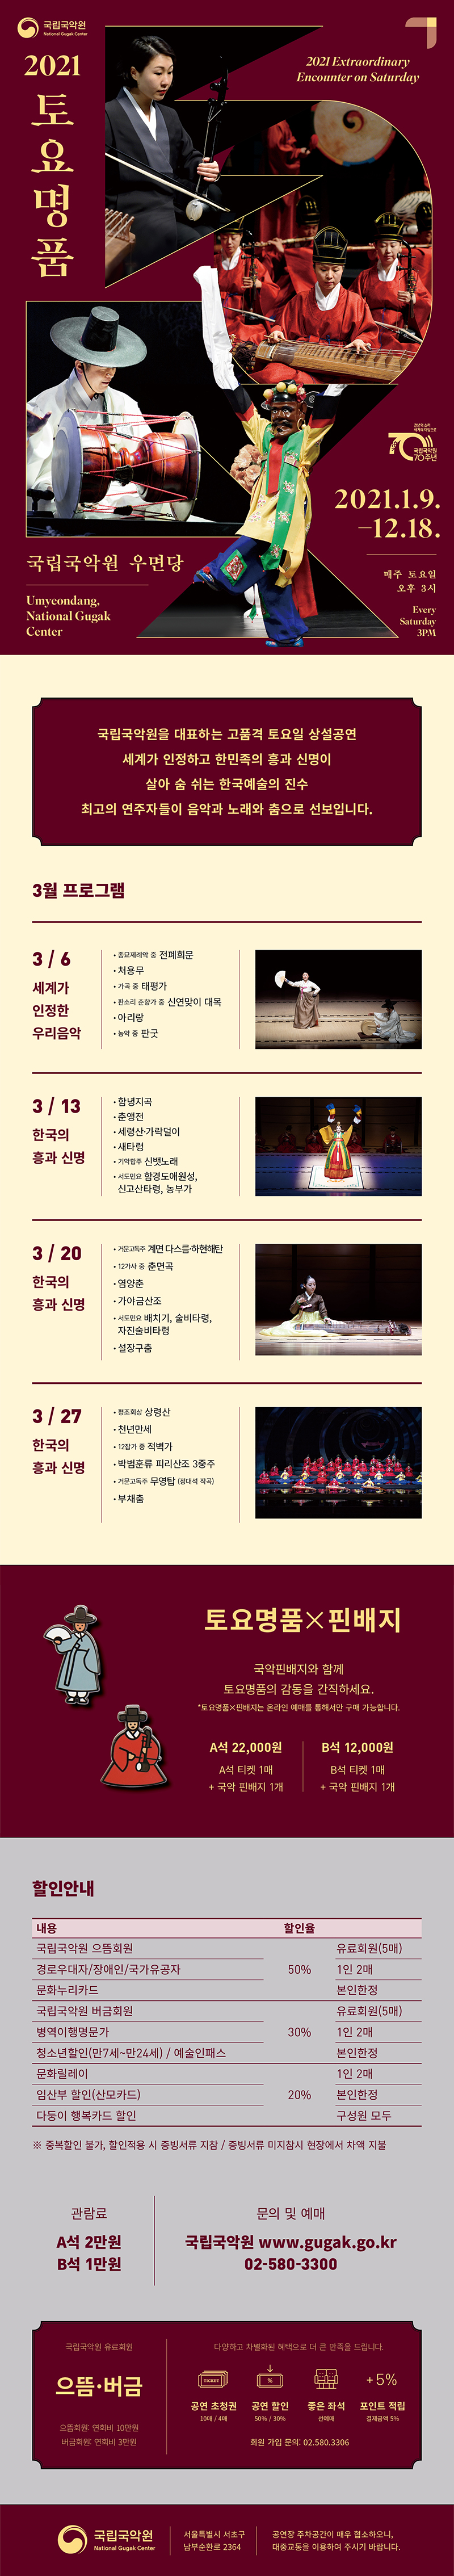 국립국악원
National Gugak Center
2021
토요명품
2021 Extraordinary
Encounter on Saturday
국립국악원
70주년
2021.1.9.
–12.18.
매주 토요일
오후 3시
Every
Saturday
3PM
국립국악원 우면당
Umyeondang,
National Gugak
Center
국립국악원을 대표하는 고품격 토요일 상설공연
세계가 인정하고 한민족의 흥과 신명이
살아 숨 쉬는 한국예술의 진수
최고의 연주자들이 음악과 노래와 춤으로 선보입니다.
3월 프로그램
3 / 6
세계가
인정한
우리음악
• 종묘제례악 중 전폐희문
• 처용무
• 가곡 중 태평가
• 판소리 춘향가 중 신연맞이 대목
• 아리랑
• 농악 중 판굿
3 / 13
한국의
흥과 신명
• 함녕지곡
• 춘앵전
• 세령산·가락덜이
• 새타령
• 기악합주 신뱃노래
• 서도민요 함경도애원성,
신고산타령, 농부가
3 / 20
한국의
흥과 신명
• 거문고독주 계면 다스름·하현해탄
• 12가사 중 춘면곡
• 염양춘
• 가야금산조
• 서도민요 배치기, 술비타령,
자진술비타령
• 설장구춤
3 / 27
한국의
흥과 신명
• 평조회상 상령산
• 천년만세
• 12잡가 중 적벽가
• 박범훈류 피리산조 3중주
• 거문고독주 무영탑 (정대석 작곡)
• 부채춤
토요명품×핀배지
국악핀배지와 함께
토요명품의 감동을 간직하세요.
*토요명품×핀배지는 온라인 예매를 통해서만 구매 가능합니다.
A석 22,000원
A석 티켓 1매
+ 국악 핀배지 1개
B석 12,000원
B석 티켓 1매
+ 국악 핀배지 1개
할인안내
내용 할인율
국립국악원 으뜸회원 유료회원(5매)
경로우대자/장애인/국가유공자 50% 1인 2매
문화누리카드 본인한정
국립국악원 버금회원 유료회원(5매)
병역이행명문가 30% 1인 2매
청소년할인(만7세~만24세) / 예술인패스 본인한정
문화릴레이 1인 2매
임산부 할인(산모카드) 20% 본인한정
다둥이 행복카드 할인 구성원 모두
※ 중복할인 불가, 할인적용 시 증빙서류 지참 / 증빙서류 미지참시 현장에서 차액 지불
관람료
A석 2만원
B석 1만원
문의 및 예매
국립국악원 www.gugak.go.kr
02-580-3300
국립국악원 유료회원
으뜸·버금
으뜸회원: 연회비 10만원
버금회원: 연회비 3만원
다양하고 차별화된 혜택으로 더 큰 만족을 드립니다.
TICKET
%
+5%
공연 초청권 공연 할인 좋은 좌석 포인트 적립
10매 / 4매 50% / 30% 선예매 결제금액 5%
회원 가입 문의: 02.580.3306
국립국악원
National Gugak Center
서울특별시 서초구
남부순환로 2364
공연장 주차공간이 매우 협소하오니,
대중교통을 이용하여 주시기 바랍니다.